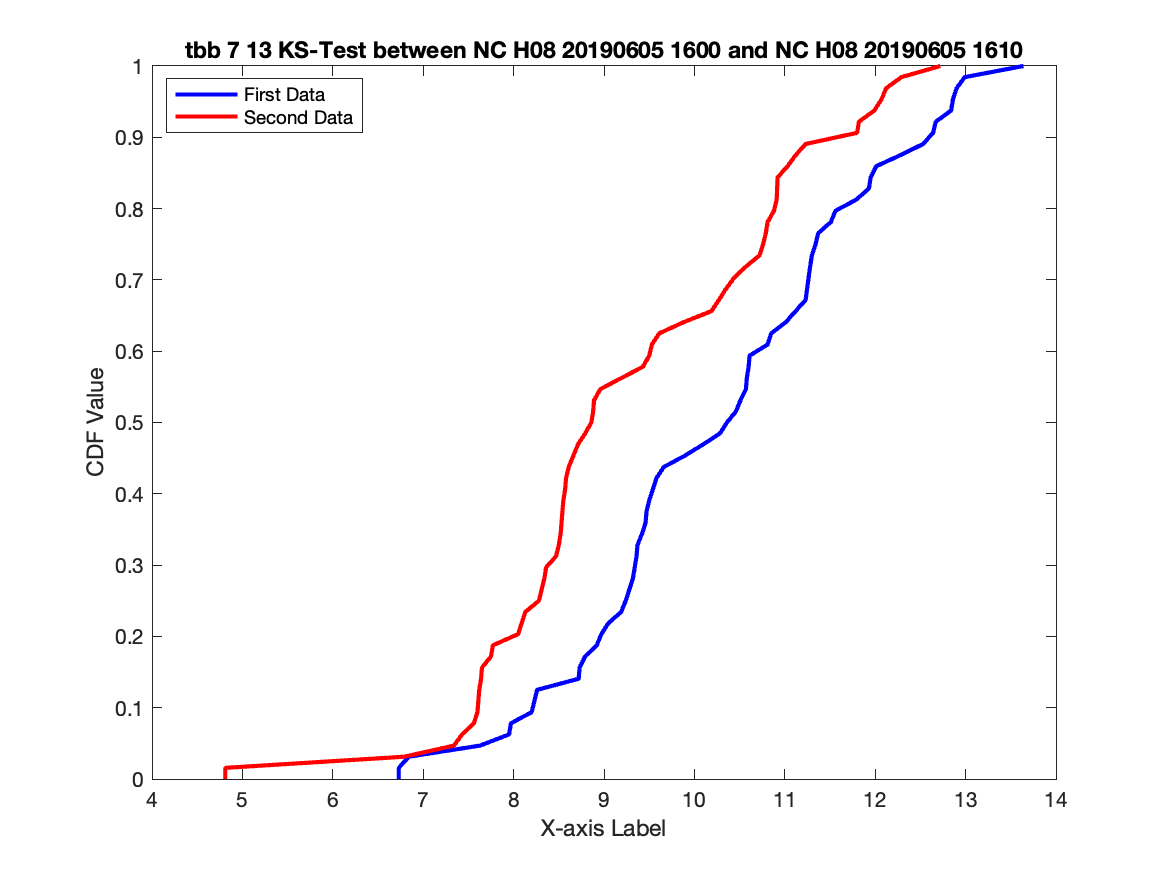 tbb 7 13 KS-Test between NC H08 20190605 1600 and NC H08 20190605 1610
First Data
Second Data
1
0.9
0.8
0.7
0.6
0.5
0.4
0.3
0.2
0.1
0
CDF Value
4 5 6 7 8 9 10 11 12 13 14
X-axis Label